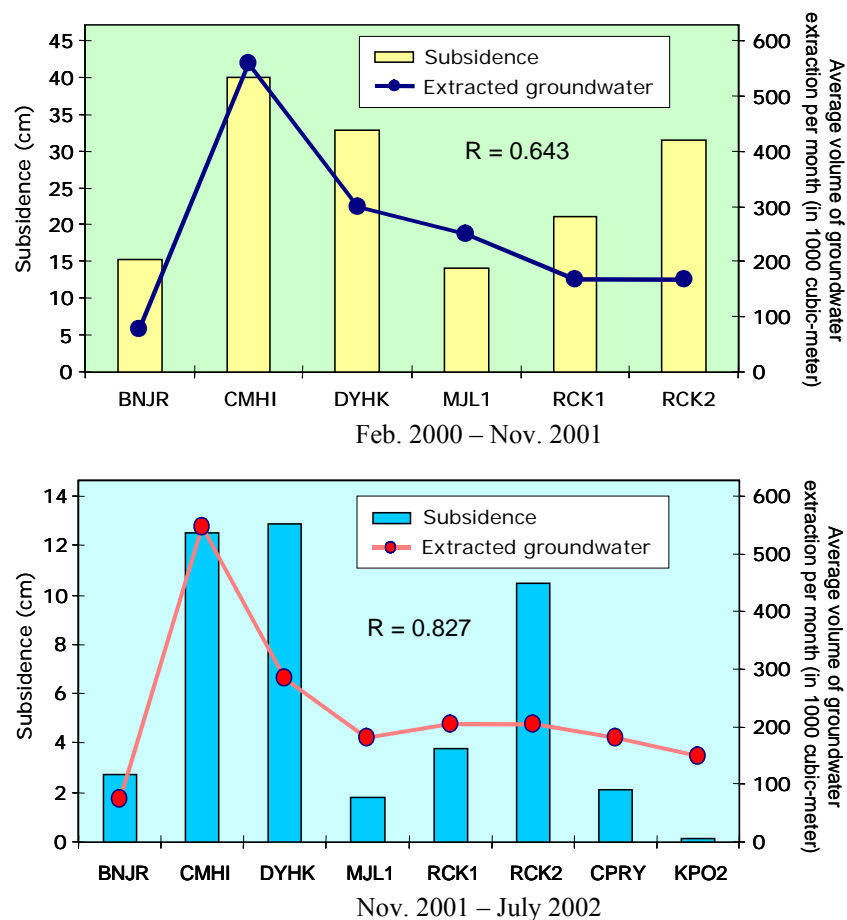 45
40
35
30
25
20
15
10
5
0
Subsidence (cm)
Subsidence
Extracted groundwater
R = 0.643
600
500
400
300
200
100
0
Average volume of groundwater
extraction per month (in 1000 cubic-meter)
BNJR CMHI DYHK MJL1 RCK1 RCK2
Feb. 2000 – Nov. 2001
14
12
10
8
6
4
2
0
Subsidence (cm)
Subsidence
Extracted groundwater
R = 0.827
600
500
400
300
200
100
0
Average volume of groundwater
extraction per month (in 1000 cubic-meter)
BNJR CMHI DYHK MJL1 RCK1 RCK2 CPRY KPO2
Nov. 2001 – July 2002